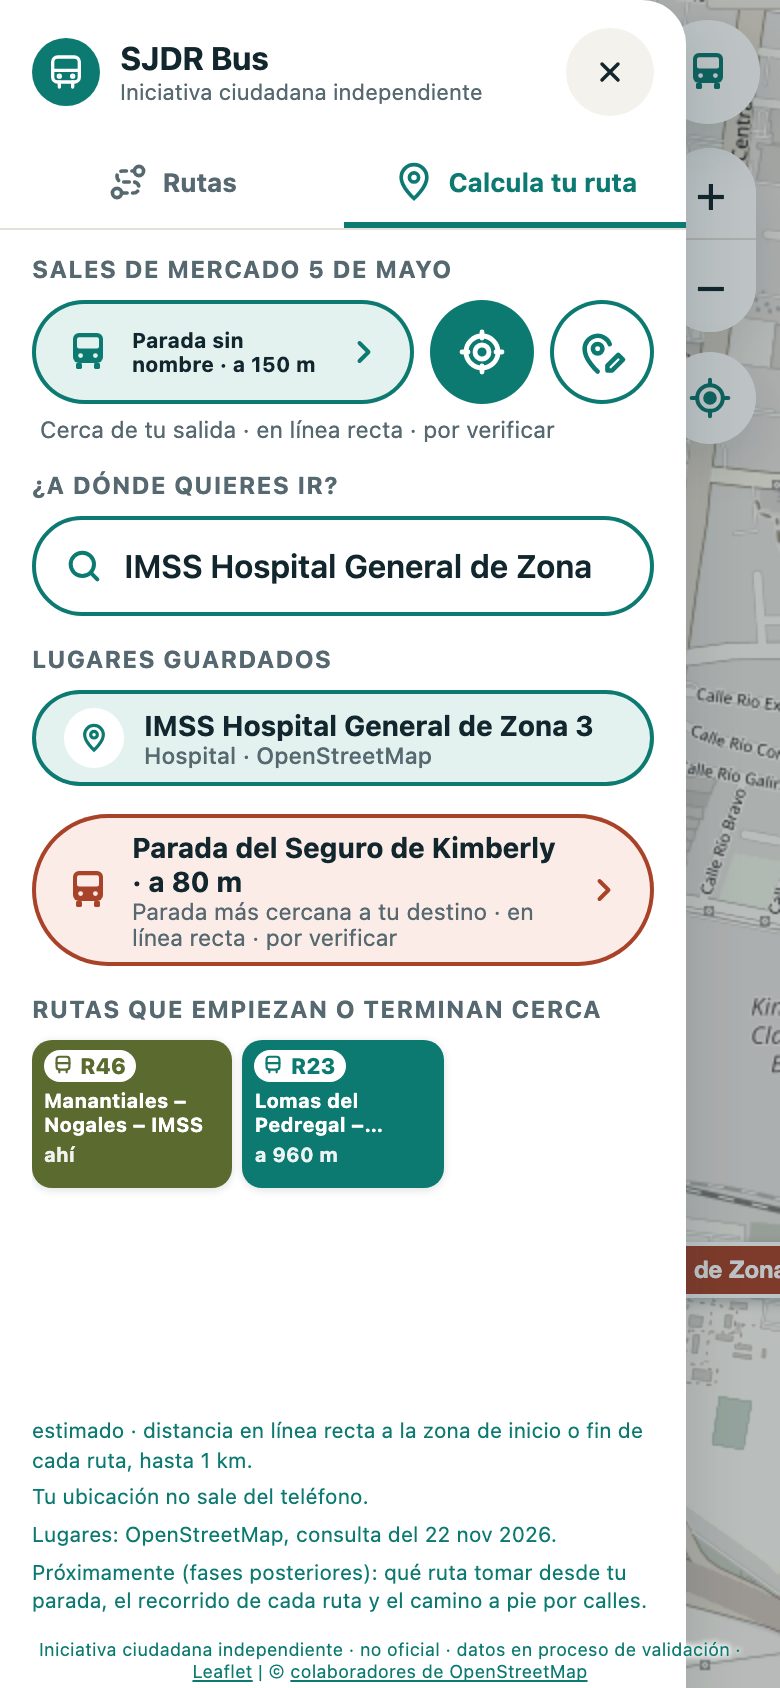 SJDR Bus
Iniciativa ciudadana independiente
Rutas
Calcula tu ruta
SALES DE MERCADO 5 DE MAYO
Parada sin
nombre · a 150 m
Cerca de tu salida · en línea recta · por verificar
¿A DÓNDE QUIERES IR?
IMSS Hospital General de Zona
LUGARES GUARDADOS
IMSS Hospital General de Zona 3
Hospital · OpenStreetMap
Parada del Seguro de Kimberly
· a 80 m
Parada más cercana a tu destino · en
línea recta · por verificar
RUTAS QUE EMPIEZAN O TERMINAN CERCA
R46
Manantiales –
Nogales – IMSS
ahí
R23
Lomas del
Pedregal –...
a 960 m
estimado · distancia en línea recta a la zona de inicio o fin de
cada ruta, hasta 1 km.
Tu ubicación no sale del teléfono.
Lugares: OpenStreetMap, consulta del 22 nov 2026.
Próximamente (fases posteriores): qué ruta tomar desde tu
parada, el recorrido de cada ruta y el camino a pie por calles.
Iniciativa ciudadana independiente · no oficial · datos en proceso de validación ·
Leaflet | © colaboradores de OpenStreetMap
+
−
Calle Río
Calle Río
Calle Río Bravo
de